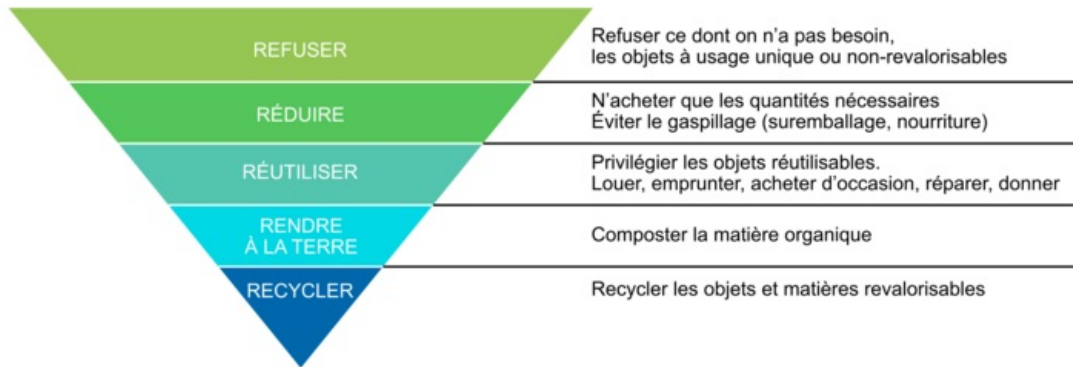 REFUSER
Refuser ce dont on n'a pas besoin,
les objets à usage unique ou non-revalorisables
RÉDUIRE
N'acheter que les quantités nécessaires
Éviter le gaspillage (suremballage, nourriture)
RÉUTILISER
Privilégier les objets réutilisables.
Louer, emprunter, acheter d'occasion, réparer, donner
RENDRE
À LA TERRE
Composter la matière organique
RECYCLER
Recycler les objets et matières revalorisables